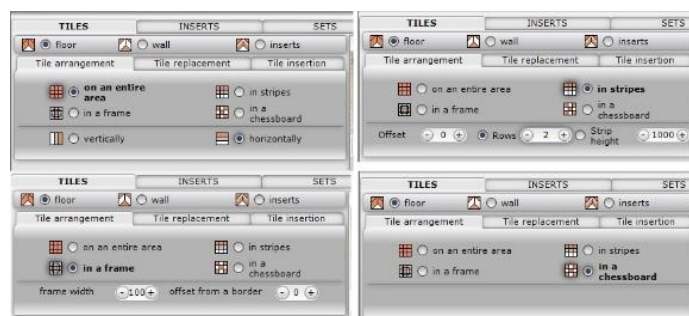 TILES INSERTS SETS
floor wall inserts
Tile arrangement Tile replacement Tile insertion
on an entire area in stripes
in a frame in a chessboard
vertically horizontally
TILES INSERTS SETS
floor wall inserts
Tile arrangement Tile replacement Tile insertion
on an entire area in stripes
in a frame in a chessboard
Offset - 0 + Rows - 2 + Strip height - 1000 +
TILES INSERTS SETS
floor wall inserts
Tile arrangement Tile replacement Tile insertion
on an entire area in stripes
in a frame in a chessboard
frame width - 100 + offset from a border - 0 +
TILES INSERTS SETS
floor wall inserts
Tile arrangement Tile replacement Tile insertion
on an entire area in stripes
in a frame in a chessboard